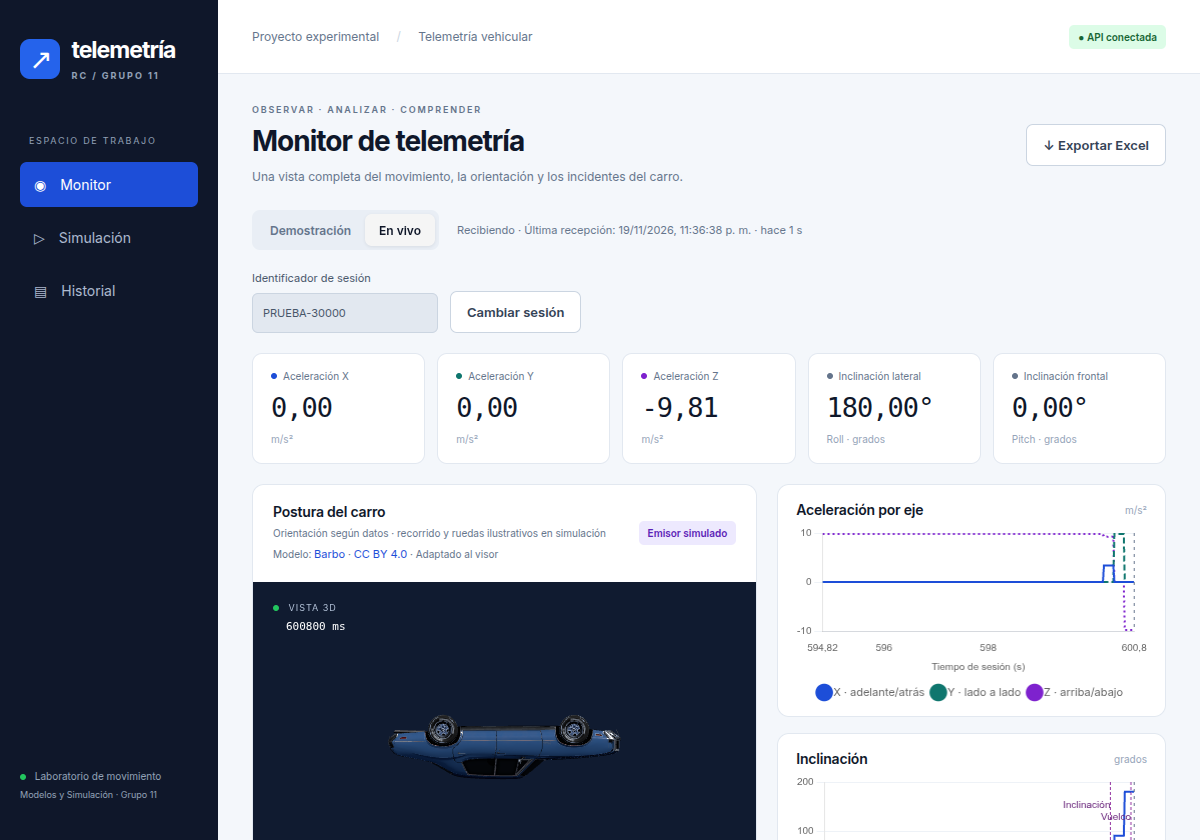 telemetría
RC / GRUPO 11
ESPACIO DE TRABAJO
Monitor
Simulación
Historial
Laboratorio de movimiento
Modelos y Simulación · Grupo 11
Proyecto experimental / Telemetría vehicular
● API conectada
OBSERVAR · ANALIZAR · COMPRENDER
Monitor de telemetría
Una vista completa del movimiento, la orientación y los incidentes del carro.
↓ Exportar Excel
Demostración En vivo Recibiendo · Última recepción: 19/11/2026, 11:36:38 p. m. · hace 1 s
Identificador de sesión
PRUEBA-30000 Cambiar sesión
Aceleración X
0,00
m/s²
Aceleración Y
0,00
m/s²
Aceleración Z
-9,81
m/s²
Inclinación lateral
180,00°
Roll · grados
Inclinación frontal
0,00°
Pitch · grados
Postura del carro
Orientación según datos · recorrido y ruedas ilustrativos en simulación
Modelo: Barbo · CC BY 4.0 · Adaptado al visor
Emisor simulado
VISTA 3D
600800 ms
Aceleración por eje m/s²
10
0
-10
594,82 596 598 600,8
Tiempo de sesión (s)
X · adelante/atrás Y · lado a lado Z · arriba/abajo
Inclinación grados
200
Inclinación
Vuelco
100